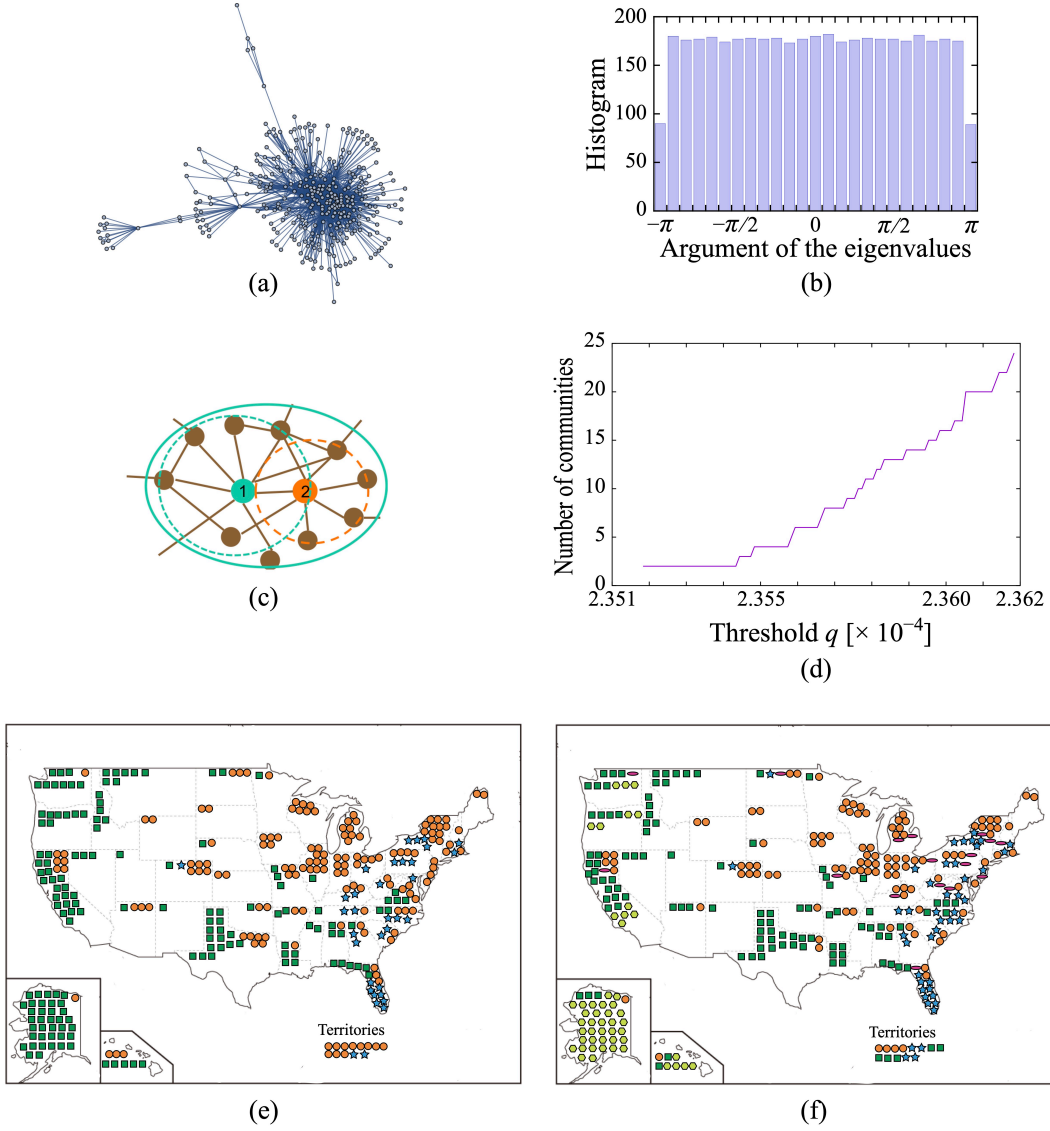 200
150
100
50
0
Histogram
−π
−π/2
0
π/2
π
Argument of the eigenvalues
(a)
(b)
1
2
(c)
25
20
15
10
5
0
Number of communities
2.351
2.355
2.360
2.362
Threshold q [× 10⁻⁴]
(d)
Territories
(e)
Territories
(f)